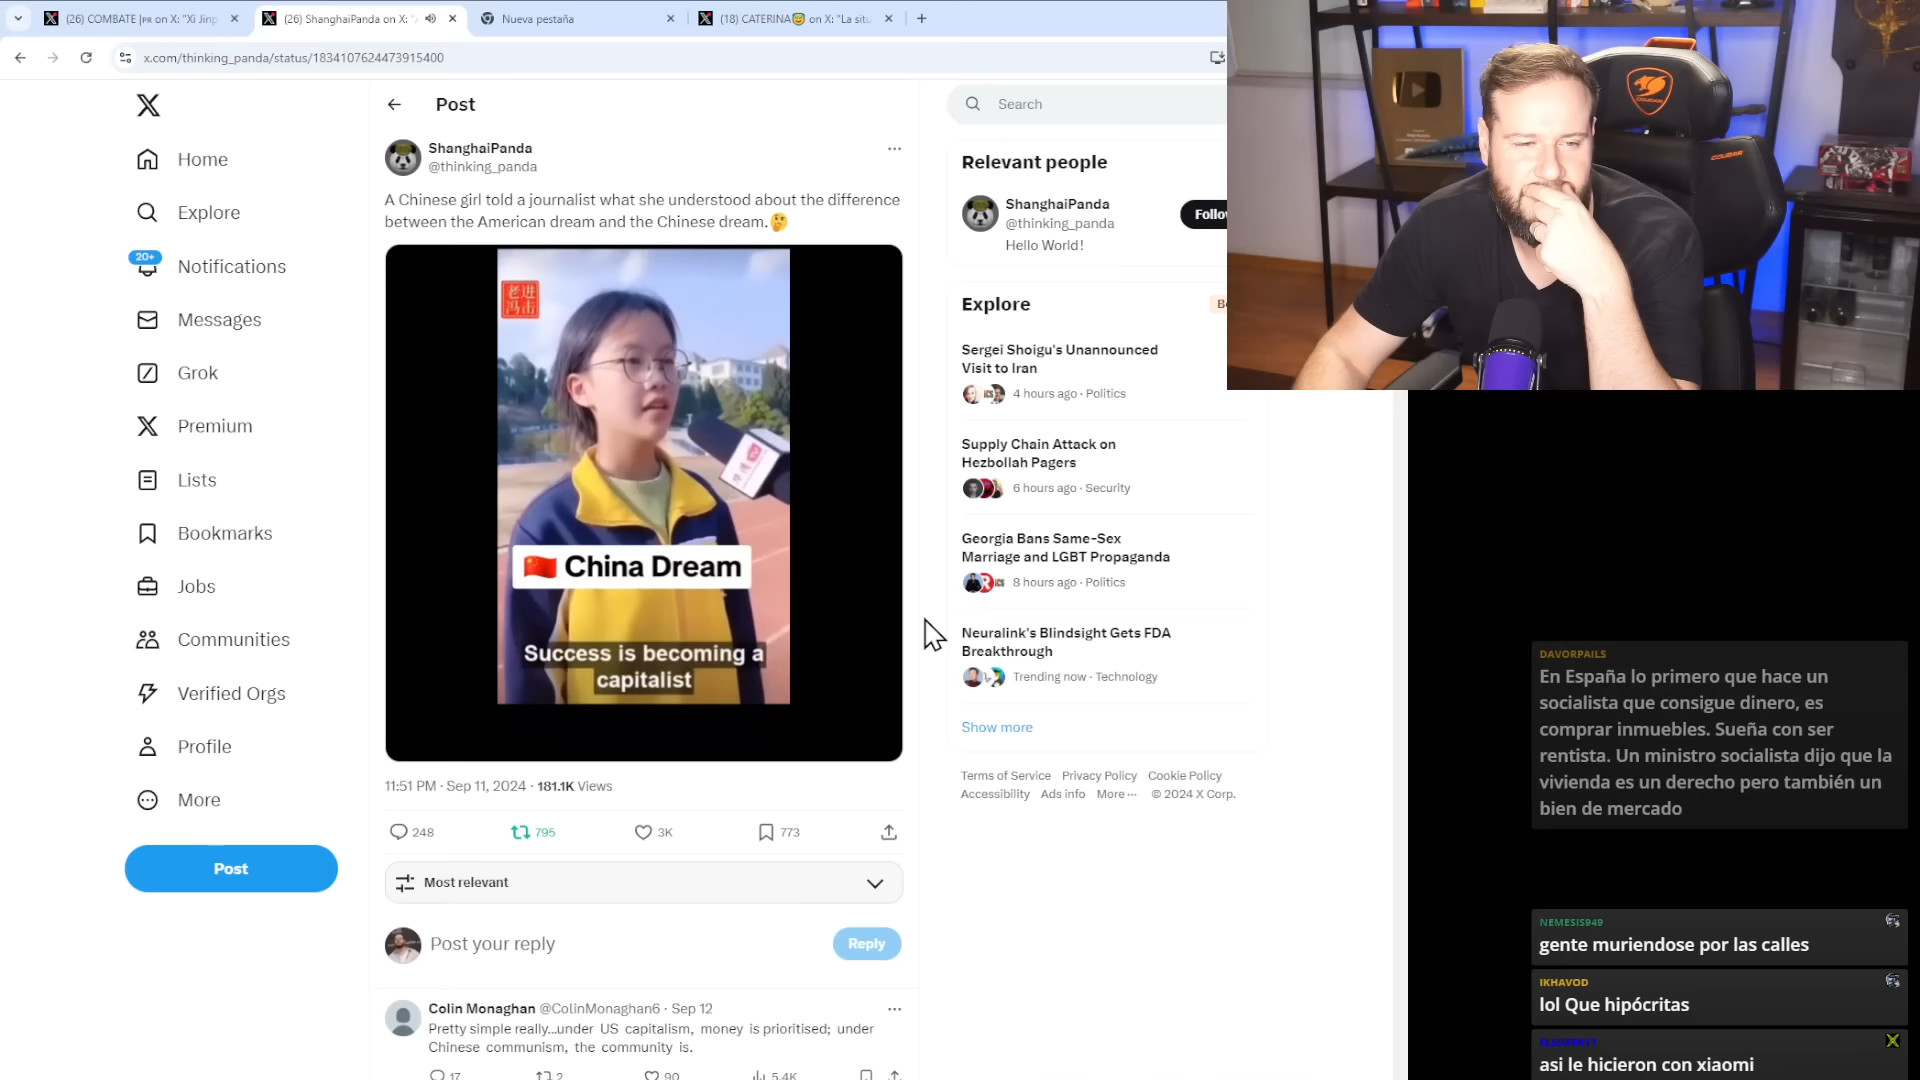 (26) COMBATE |🇵🇷 on X: "Xi Jinp
(26) ShanghaiPanda on X: "
Nueva pestaña
(18) CATERINA😇 on X: "La situ
x.com/thinking_panda/status/1834107624473915400
Home
Explore
20+
Notifications
Messages
Grok
Premium
Lists
Bookmarks
Jobs
Communities
Verified Orgs
Profile
More
Post
Post
ShanghaiPanda
@thinking_panda
A Chinese girl told a journalist what she understood about the difference
between the American dream and the Chinese dream.🤔
老进
冯击
🇨🇳 China Dream
Success is becoming a
capitalist
11:51 PM · Sep 11, 2024 · 181.1K Views
248
795
3K
773
Most relevant
Post your reply
Reply
Colin Monaghan @ColinMonaghan6 · Sep 12
Pretty simple really...under US capitalism, money is prioritised; under
Chinese communism, the community is.
17
2
90
5.4K
Search
Relevant people
ShanghaiPanda
@thinking_panda
Hello World!
Follow
Explore
Sergei Shoigu's Unannounced
Visit to Iran
4 hours ago · Politics
Supply Chain Attack on
Hezbollah Pagers
6 hours ago · Security
Georgia Bans Same-Sex
Marriage and LGBT Propaganda
8 hours ago · Politics
Neuralink's Blindsight Gets FDA
Breakthrough
Trending now · Technology
Show more
Terms of Service Privacy Policy Cookie Policy
Accessibility Ads info More ··· © 2024 X Corp.
COUGAR
COUGAR
DAVORPAILS
En España lo primero que hace un
socialista que consigue dinero, es
comprar inmuebles. Sueña con ser
rentista. Un ministro socialista dijo que la
vivienda es un derecho pero también un
bien de mercado
NEMESIS949
gente muriendose por las calles
IKHAVOD
lol Que hipócritas
asi le hicieron con xiaomi